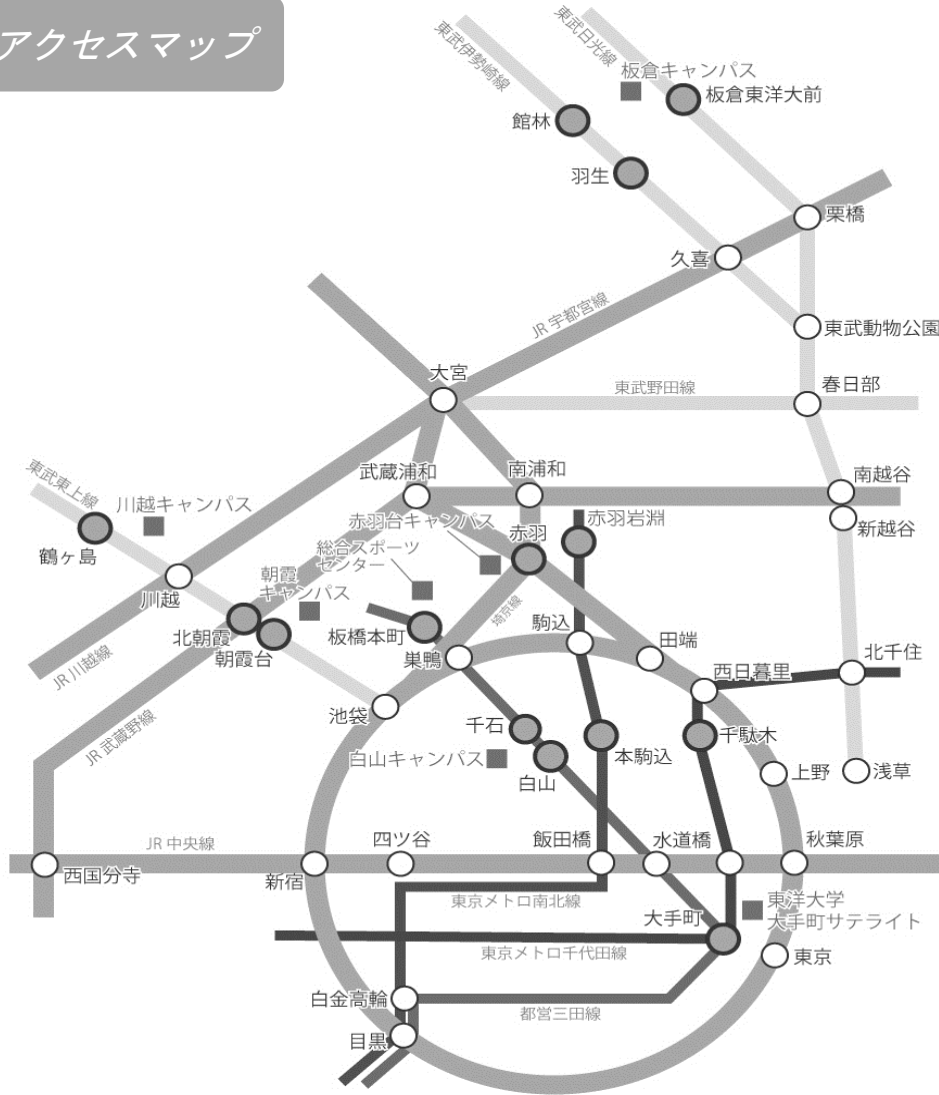 アクセスマップ
東武伊勢崎線
東武日光線
板倉キャンパス
板倉東洋大前
館林
羽生
栗橋
久喜
JR 宇都宮線
東武動物公園
大宮
東武野田線
春日部
武蔵浦和
南浦和
南越谷
東武東上線
川越キャンパス
赤羽台キャンパス
赤羽
赤羽岩淵
新越谷
鶴ヶ島
総合スポーツ
センター
川越
朝霞
キャンパス
埼京線
北朝霞
朝霞台
板橋本町
駒込
田端
巣鴨
西日暮里
北千住
JR 川越線
池袋
千石
千駄木
JR 武蔵野線
白山キャンパス
本駒込
白山
上野
浅草
JR 中央線
四ツ谷
飯田橋
水道橋
秋葉原
西国分寺
新宿
東京メトロ南北線
東洋大学
大手町サテライト
大手町
東京メトロ千代田線
東京
白金高輪
都営三田線
目黒